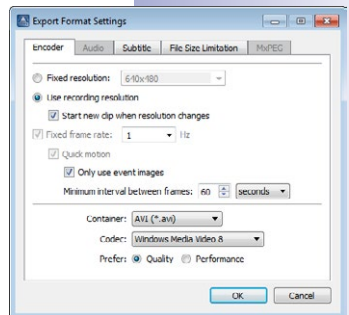 Export Format Settings
Encoder Audio Subtitle File Size Limitation MxPEG
Fixed resolution: 640x480
Use recording resolution
Start new clip when resolution changes
Fixed frame rate: 1 Hz
Quick motion
Only use event images
Minimum interval between frames: 60 seconds
Container: AVI (*.avi)
Codec: Windows Media Video 8
Prefer: Quality Performance
OK Cancel